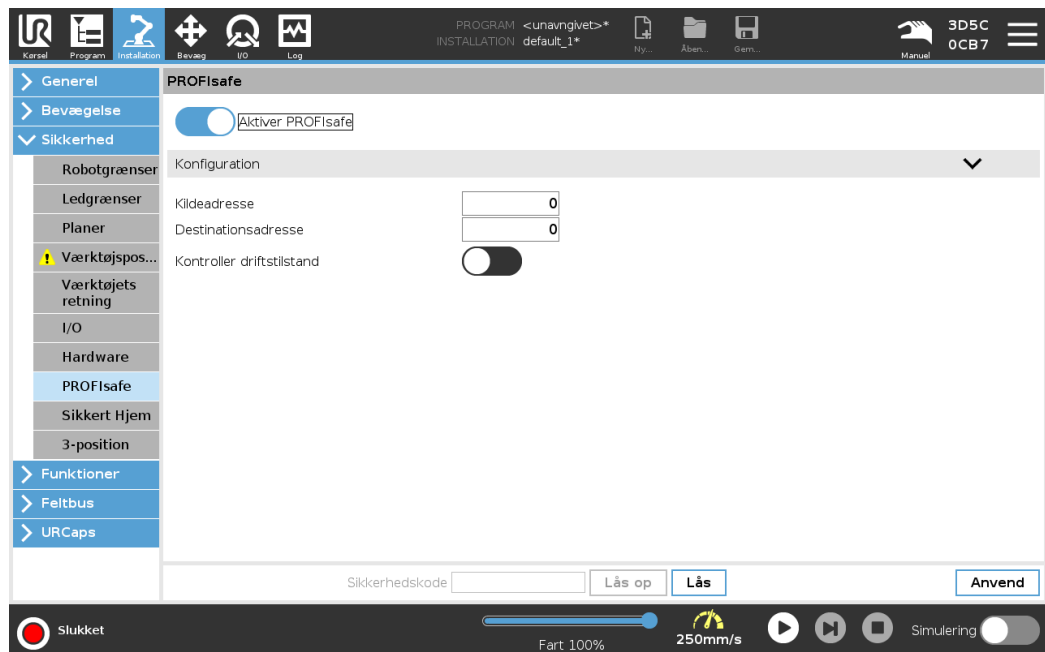 PROGRAM <unavngivet>*
INSTALLATION default_1*
Kørsel
Program
Installation
Bevæg
I/O
Log
Ny...
Åben...
Gem...
Manuel
3D5C
0CB7
Generel
Bevægelse
Sikkerhed
Robotgrænser
Ledgrænser
Planer
Værktøjspos...
Værktøjets
retning
I/O
Hardware
PROFIsafe
Sikkert Hjem
3-position
Funktioner
Feltbus
URCaps
PROFIsafe
Aktiver PROFIsafe
Konfiguration
Kildeadresse 0
Destinationsadresse 0
Kontroller driftstilstand
Sikkerhedskode
Lås op
Lås
Anvend
Slukket
Fart 100%
250mm/s
Simulering